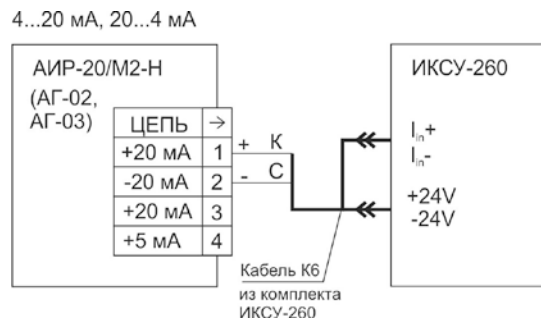 4...20 мА, 20...4 мА
АИР-20/М2-Н
(АГ-02,
АГ-03)
ЦЕПЬ →
+20 мА 1
-20 мА 2
+20 мА 3
+5 мА 4
+ К
- С
Кабель К6
из комплекта
ИКСУ-260
ИКСУ-260
Iin+
Iin-
+24V
-24V